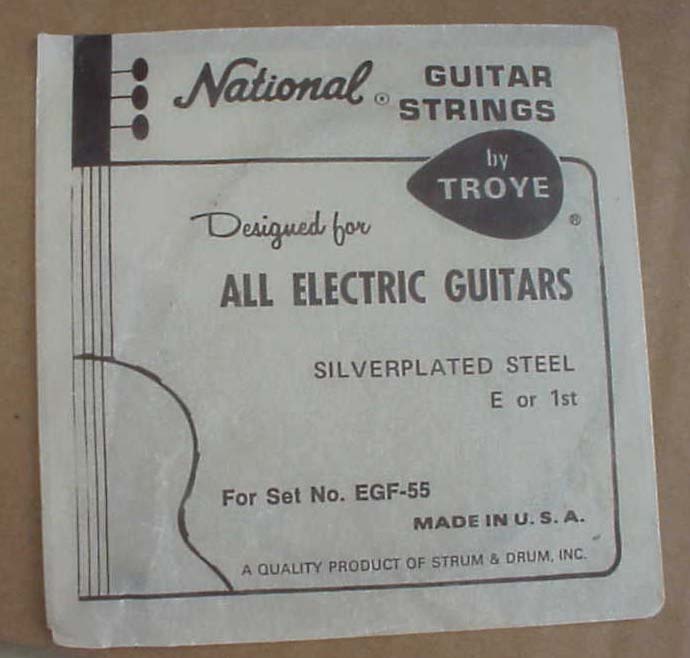 National ® GUITAR
STRINGS
by
TROYE
®
Designed for
ALL ELECTRIC GUITARS
SILVERPLATED STEEL
E or 1st
For Set No. EGF-55
MADE IN U. S. A.
A QUALITY PRODUCT OF STRUM & DRUM, INC.